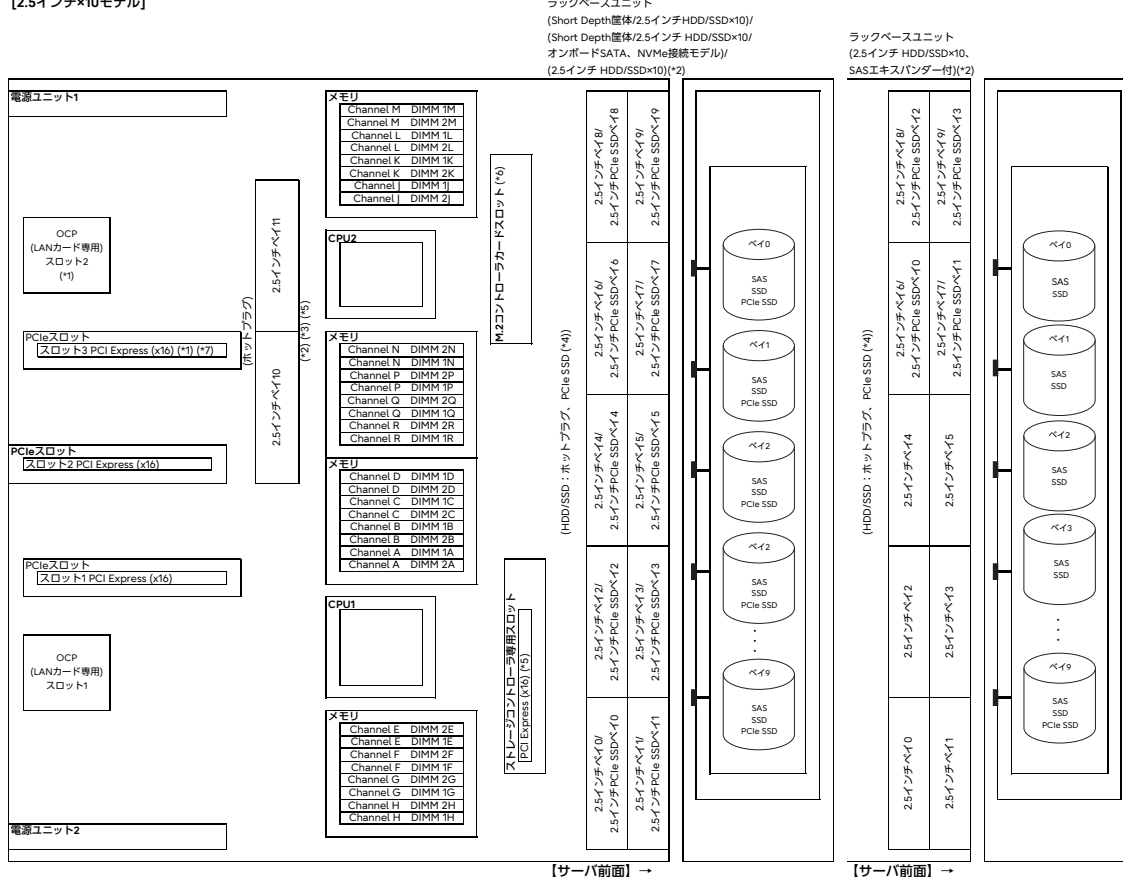 [2.5インチ×10モデル]
ラックベースユニット
(Short Depth筐体/2.5インチHDD/SSD×10)/
(Short Depth筐体/2.5インチ HDD/SSD×10/
オンボードSATA、NVMe接続モデル)/
(2.5インチ HDD/SSD×10)(*2)
ラックベースユニット
(2.5インチ HDD/SSD×10、
SASエキスパンダー付)(*2)
電源ユニット1
OCP
(LANカード専用)
スロット2
(*1)
PCIeスロット
スロット3 PCI Express (x16) (*1) (*7)
PCIeスロット
スロット2 PCI Express (x16)
PCIeスロット
スロット1 PCI Express (x16)
OCP
(LANカード専用)
スロット1
電源ユニット2
(ホットプラグ)
2.5インチベイ11
2.5インチベイ10
(*2) (*3) (*5)
メモリ
Channel M DIMM 1M
Channel M DIMM 2M
Channel L DIMM 1L
Channel L DIMM 2L
Channel K DIMM 1K
Channel K DIMM 2K
Channel J DIMM 1J
Channel J DIMM 2J
CPU2
メモリ
Channel N DIMM 2N
Channel N DIMM 1N
Channel P DIMM 2P
Channel P DIMM 1P
Channel Q DIMM 2Q
Channel Q DIMM 1Q
Channel R DIMM 2R
Channel R DIMM 1R
メモリ
Channel D DIMM 1D
Channel D DIMM 2D
Channel C DIMM 1C
Channel C DIMM 2C
Channel B DIMM 1B
Channel B DIMM 2B
Channel A DIMM 1A
Channel A DIMM 2A
CPU1
メモリ
Channel E DIMM 2E
Channel E DIMM 1E
Channel F DIMM 2F
Channel F DIMM 1F
Channel G DIMM 2G
Channel G DIMM 1G
Channel H DIMM 2H
Channel H DIMM 1H
M.2コントローラカードスロット (*6)
ストレージコントローラ専用スロット
PCI Express (x16) (*5)
(HDD/SSD：ホットプラグ、PCIe SSD (*4))
2.5インチベイ8/
2.5インチPCIe SSDベイ8
2.5インチベイ9/
2.5インチPCIe SSDベイ9
2.5インチベイ6/
2.5インチPCIe SSDベイ6
2.5インチベイ7/
2.5インチPCIe SSDベイ7
2.5インチベイ4/
2.5インチPCIe SSDベイ4
2.5インチベイ5/
2.5インチPCIe SSDベイ5
2.5インチベイ2/
2.5インチPCIe SSDベイ2
2.5インチベイ3/
2.5インチPCIe SSDベイ3
2.5インチベイ0/
2.5インチPCIe SSDベイ0
2.5インチベイ1/
2.5インチPCIe SSDベイ1
ベイ0
SAS
SSD
PCIe SSD
ベイ1
SAS
SSD
PCIe SSD
ベイ2
SAS
SSD
PCIe SSD
ベイ2
SAS
SSD
PCIe SSD
・
・
・
ベイ9
SAS
SSD
PCIe SSD
【サーバ前面】→
(HDD/SSD：ホットプラグ、PCIe SSD (*4))
2.5インチベイ8/
2.5インチPCIe SSDベイ2
2.5インチベイ9/
2.5インチPCIe SSDベイ3
2.5インチベイ6/
2.5インチPCIe SSDベイ0
2.5インチベイ7/
2.5インチPCIe SSDベイ1
2.5インチベイ4
2.5インチベイ5
2.5インチベイ2
2.5インチベイ3
2.5インチベイ0
2.5インチベイ1
ベイ0
SAS
SSD
ベイ1
SAS
SSD
ベイ2
SAS
SSD
ベイ3
SAS
SSD
・
・
・
ベイ9
SAS
SSD
PCIe SSD
【サーバ前面】→